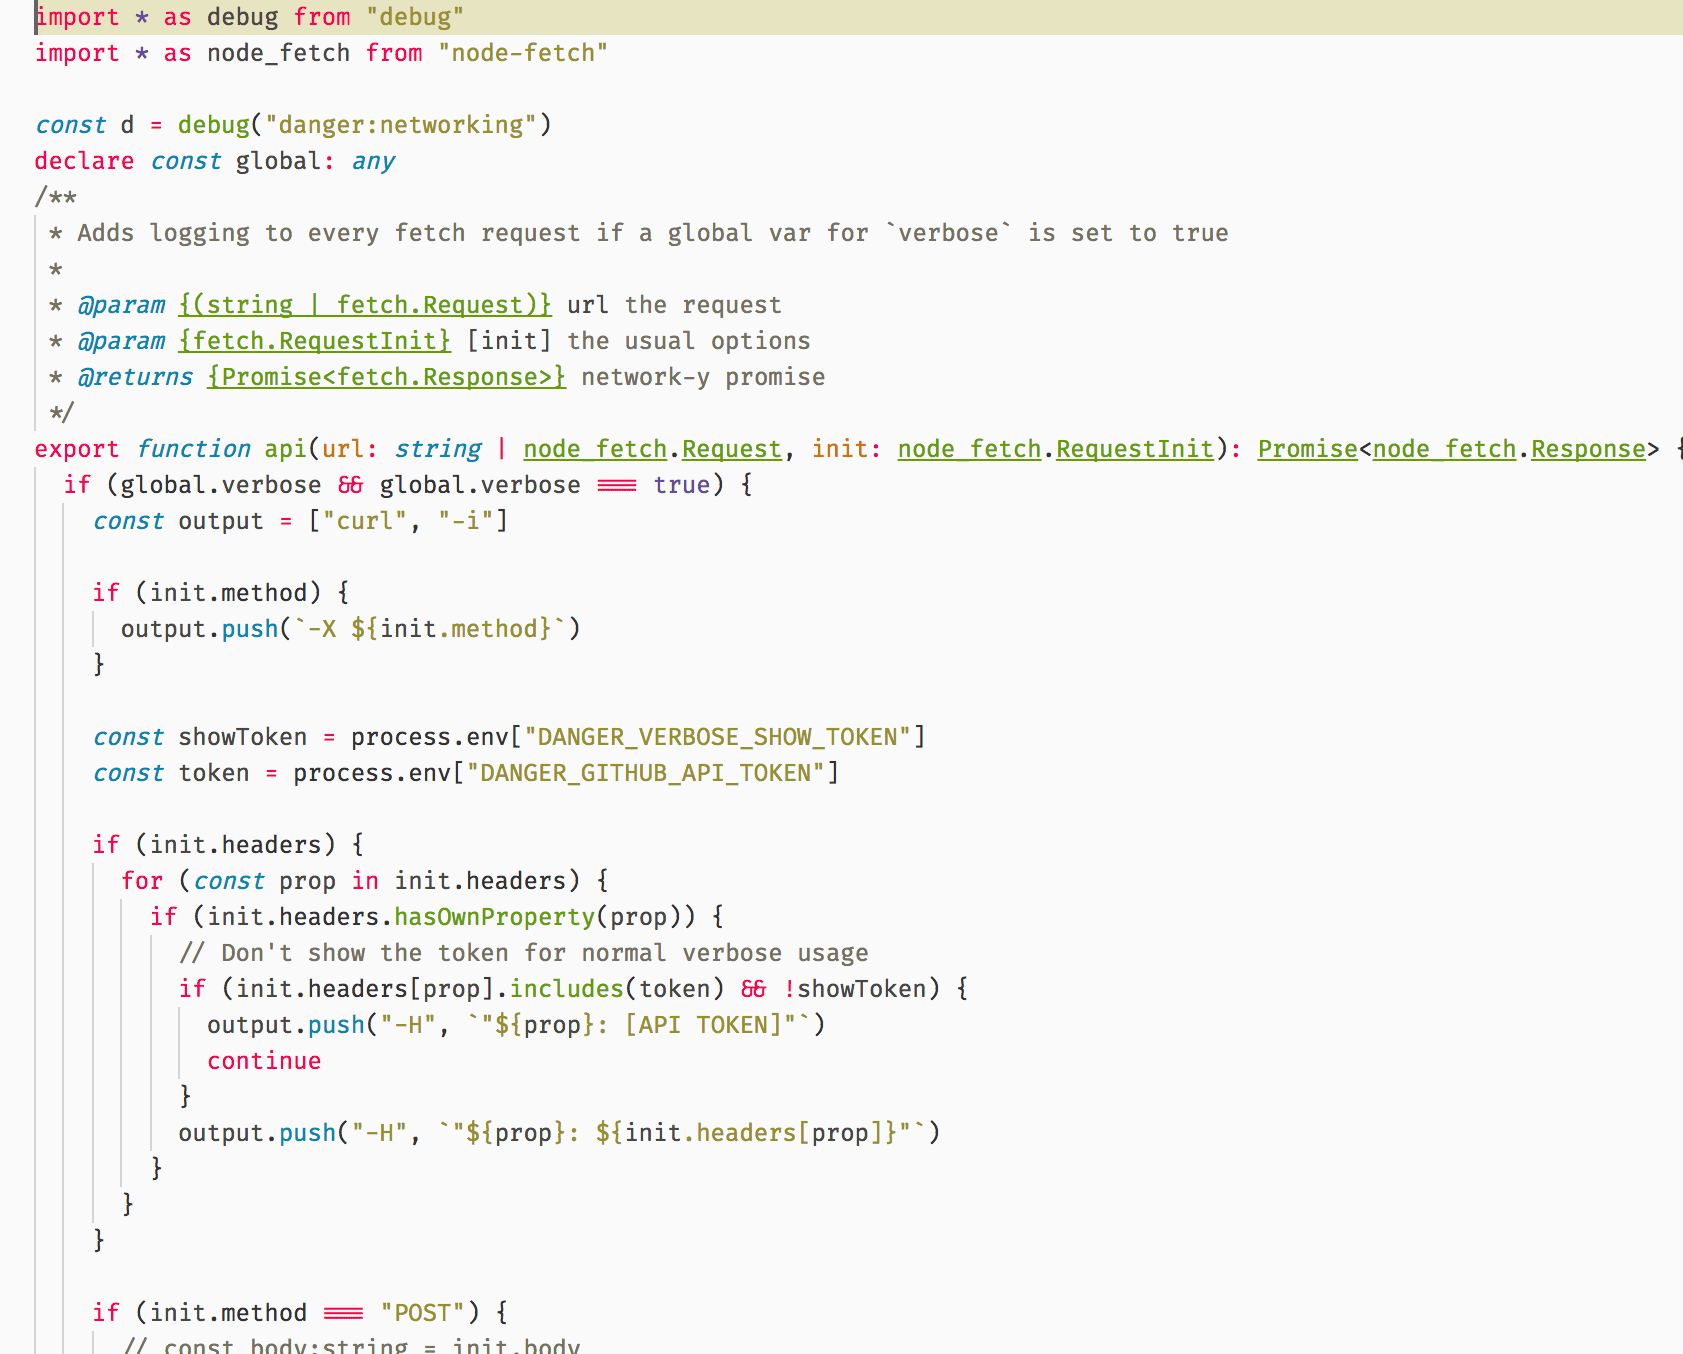 import * as debug from "debug"
import * as node_fetch from "node-fetch"

const d = debug("danger:networking")
declare const global: any
/**
 * Adds logging to every fetch request if a global var for `verbose` is set to true
 *
 * @param {(string | fetch.Request)} url the request
 * @param {fetch.RequestInit} [init] the usual options
 * @returns {Promise<fetch.Response>} network-y promise
 */
export function api(url: string | node_fetch.Request, init: node_fetch.RequestInit): Promise<node_fetch.Response> {
  if (global.verbose && global.verbose === true) {
    const output = ["curl", "-i"]

    if (init.method) {
      output.push(`-X ${init.method}`)
    }

    const showToken = process.env["DANGER_VERBOSE_SHOW_TOKEN"]
    const token = process.env["DANGER_GITHUB_API_TOKEN"]

    if (init.headers) {
      for (const prop in init.headers) {
        if (init.headers.hasOwnProperty(prop)) {
          // Don't show the token for normal verbose usage
          if (init.headers[prop].includes(token) && !showToken) {
            output.push("-H", `"${prop}: [API TOKEN]"`)
            continue
          }
          output.push("-H", `"${prop}: ${init.headers[prop]}"`)
        }
      }
    }

    if (init.method === "POST") {
      // const body:string = init.body